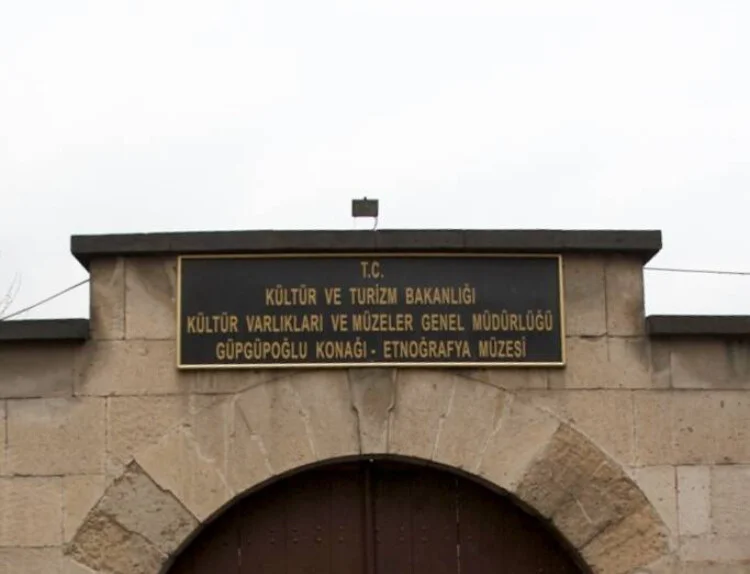 T.C.
KÜLTÜR VE TURİZM BAKANLIĞI
KÜLTÜR VARLIKLARI VE MÜZELER GENEL MÜDÜRLÜĞÜ
GÜPGÜPOĞLU KONAĞI - ETNOĞRAFYA MÜZESİ